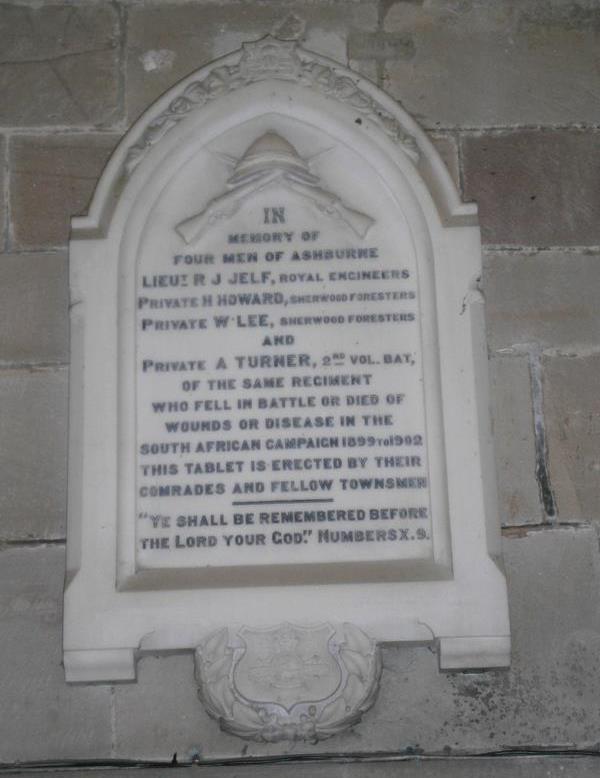 IN
MEMORY OF
FOUR MEN OF ASHBURNE
LIEUT R J JELF, ROYAL ENGINEERS
PRIVATE H HOWARD, SHERWOOD FORESTERS
PRIVATE W. LEE, SHERWOOD FORESTERS
AND
PRIVATE A TURNER, 2ND VOL. BAT,
OF THE SAME REGIMENT
WHO FELL IN BATTLE OR DIED OF
WOUNDS OR DISEASE IN THE
SOUTH AFRICAN CAMPAIGN 1899 TO 1902
THIS TABLET IS ERECTED BY THEIR
COMRADES AND FELLOW TOWNSMEN
"YE SHALL BE REMEMBERED BEFORE
THE LORD YOUR GOD." NUMBERS X. 9.